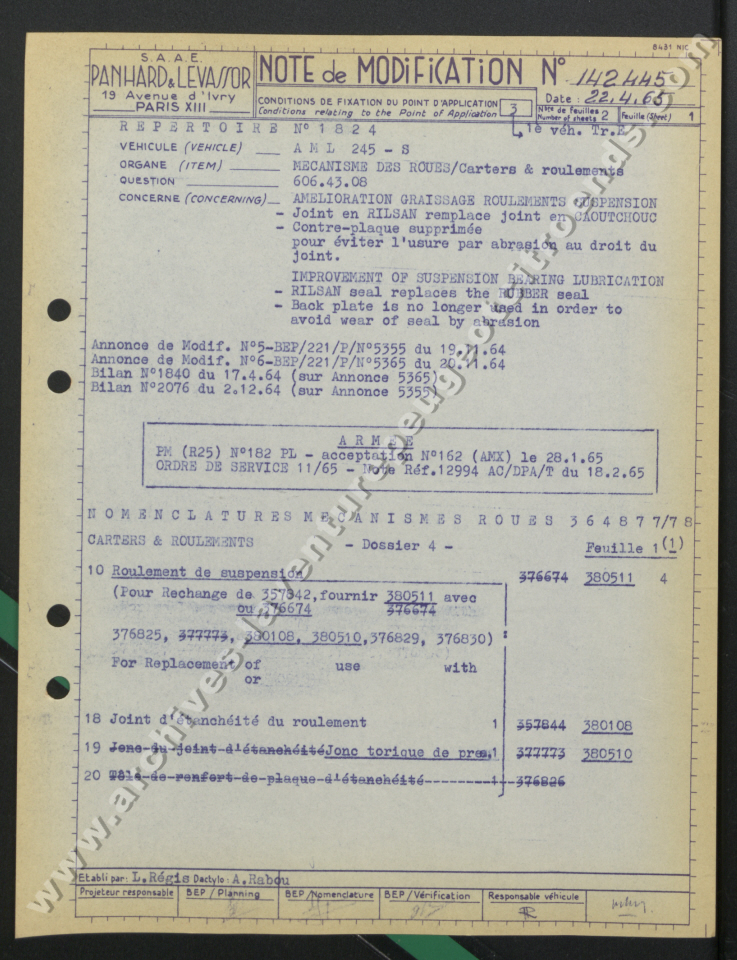 8431 NIC
S.A.A.E.
PANHARD & LEVASSOR
19 Avenue d'Ivry
PARIS XIII
NOTE de MODIFICATION N° 142445
CONDITIONS DE FIXATION DU POINT D'APPLICATION
Conditions relating to the Point of Application
3
Date: 22.4.65
Nbre de feuilles
Number of sheets 2
Feuille (Sheet) 1
REPERTOIRE N°1824
1è véh. Tr.E
VEHICULE (VEHICLE) AML 245 - S
ORGANE (ITEM) MECANISME DES ROUES/Carters & roulements
QUESTION 606.43.08
CONCERNE (CONCERNING) AMELIORATION GRAISSAGE ROULEMENTS SUSPENSION
- Joint en RILSAN remplace joint en CAOUTCHOUC
- Contre-plaque supprimée
pour éviter l'usure par abrasion au droit du
joint.
IMPROVEMENT OF SUSPENSION BEARING LUBRICATION
- RILSAN seal replaces the RUBBER seal
- Back plate is no longer used in order to
avoid wear of seal by abrasion
Annonce de Modif. N°5-BEP/221/P/N°5355 du 19.11.64
Annonce de Modif. N°6-BEP/221/P/N°5365 du 20.11.64
Bilan N°1840 du 17.4.64 (sur Annonce 5365)
Bilan N°2076 du 2.12.64 (sur Annonce 5355)
ARMEE
PM (R25) N°182 PL - acceptation N°162 (AMX) le 28.1.65
ORDRE DE SERVICE 11/65 - Note Réf.12994 AC/DPA/T du 18.2.65
NOMENCLATURES MECANISMES ROUES 364877/78
CARTERS & ROULEMENTS - Dossier 4 - Feuille 1 (1)
10 Roulement de suspension 376674 380511 4
(Pour Rechange de 357842, fournir 380511 avec
ou 376674 376674
376825, 377773, 380108, 380510, 376829, 376830)
For Replacement of use with
or
18 Joint d'étanchéité du roulement 1 357844 380108
19 Jonc du joint d'étanchéité Jonc torique de pres. 1 377773 380510
20 Tôle de renfort de plaque d'étanchéité 1 376826
Etabli par: L.Régis Dactylo: A.Rabou
Projeteur responsable
BEP / Planning
BEP / Nomenclature
BEP / Vérification
Responsable véhicule
www.archives-laventure-peugeot-citroen-ds.com